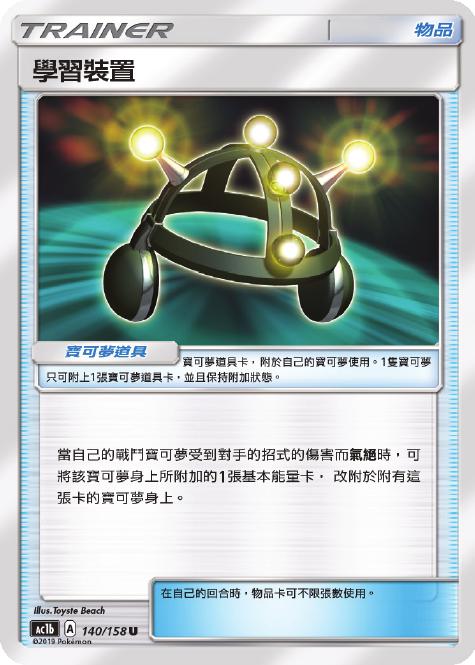 TRAINER
物品
學習裝置
寶可夢道具
寶可夢道具卡，附於自己的寶可夢使用。1隻寶可夢
只可附上1張寶可夢道具卡，並且保持附加狀態。
當自己的戰鬥寶可夢受到對手的招式的傷害而氣絕時，可
將該寶可夢身上所附加的1張基本能量卡， 改附於附有這
張卡的寶可夢身上。
在自己的回合時，物品卡可不限張數使用。
Illus.Toyste Beach
AC1b A 140/158 U
©2019 Pokémon